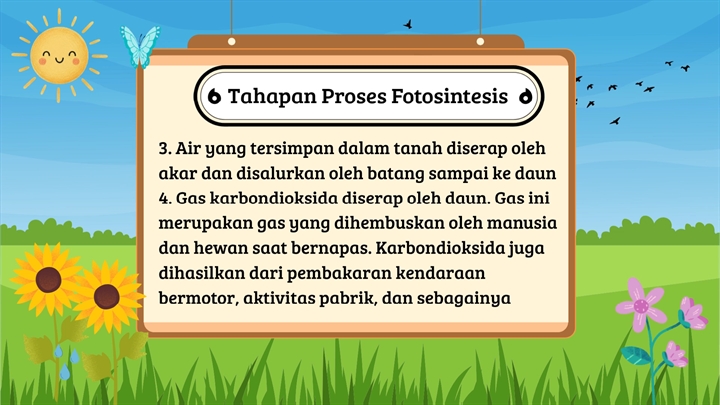 Tahapan Proses Fotosintesis
3. Air yang tersimpan dalam tanah diserap oleh
akar dan disalurkan oleh batang sampai ke daun
4. Gas karbondioksida diserap oleh daun. Gas ini
merupakan gas yang dihembuskan oleh manusia
dan hewan saat bernapas. Karbondioksida juga
dihasilkan dari pembakaran kendaraan
bermotor, aktivitas pabrik, dan sebagainya